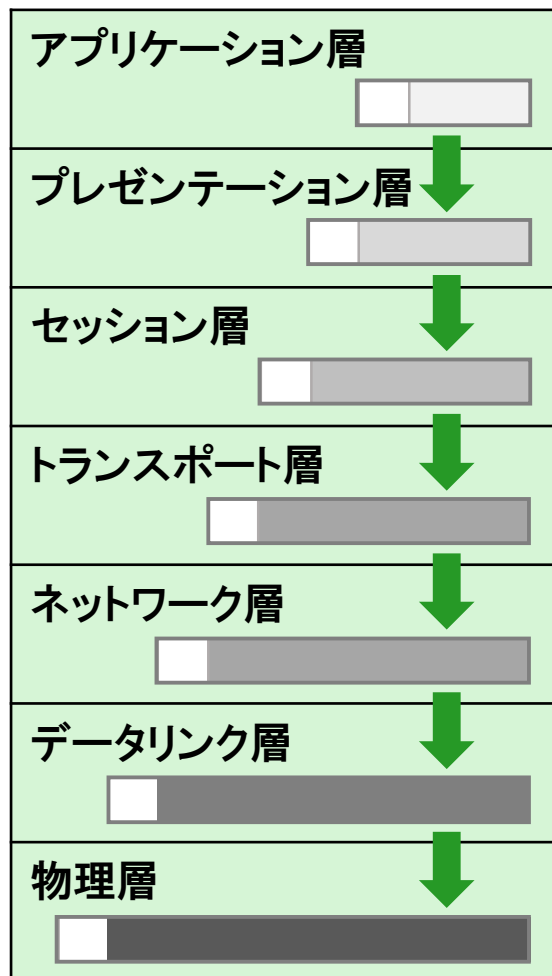 アプリケーション層
プレゼンテーション層
セッション層
トランスポート層
ネットワーク層
データリンク層
物理層